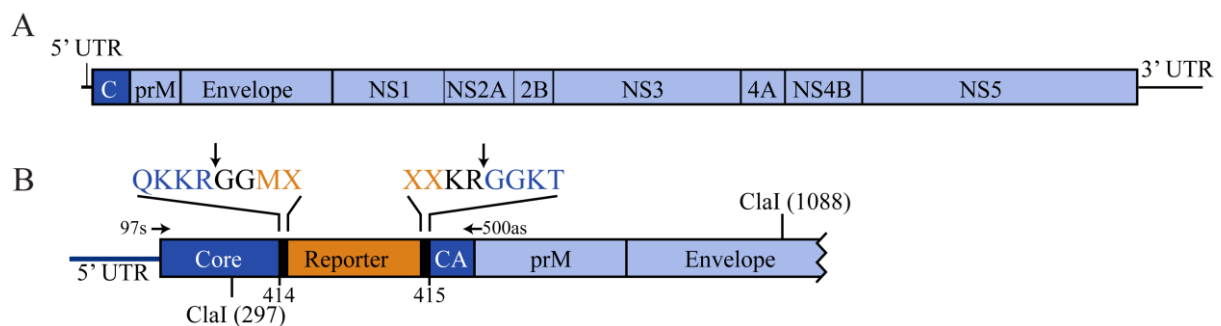 A
5’ UTR
C prM Envelope NS1 NS2A 2B NS3 4A NS4B NS5
3’ UTR
B
QKKRGGMX XXKRGGKT
ClaI (1088)
97s 500as
Core Reporter CA prM Envelope
5’ UTR
414 415
ClaI (297)